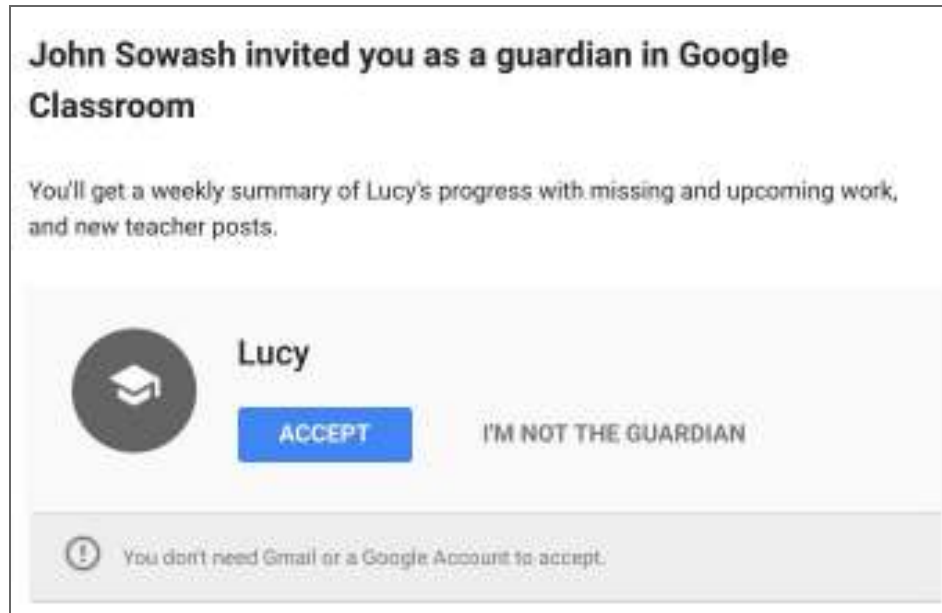 John Sowash invited you as a guardian in Google
Classroom
You'll get a weekly summary of Lucy's progress with missing and upcoming work,
and new teacher posts.
Lucy
ACCEPT I'M NOT THE GUARDIAN
You don't need Gmail or a Google Account to accept.